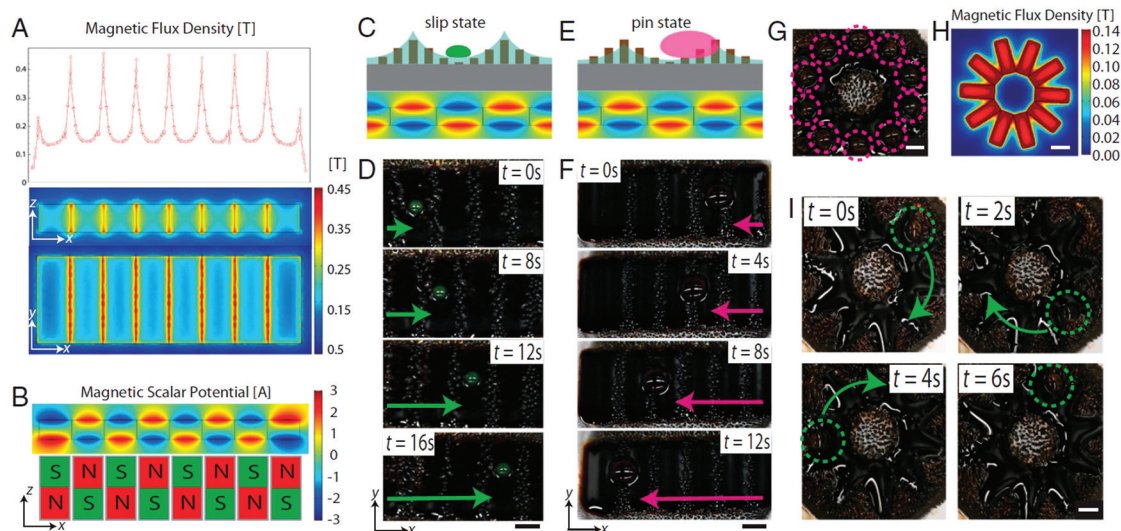 A
Magnetic Flux Density [T]
0.4
0.3
0.2
0.1
0
[T]
0.45
0.35
0.25
0.15
0.5
z
x
y
x
B
Magnetic Scalar Potential [A]
3
2
1
0
-1
-2
-3
S N S N S N S N
N S N S N S N S
z
x
C
slip state
D
t = 0s
t = 8s
t = 12s
t = 16s
y
x
E
pin state
F
t = 0s
t = 4s
t = 8s
t = 12s
y
x
G
H
Magnetic Flux Density [T]
0.14
0.12
0.10
0.08
0.06
0.04
0.02
0.00
I
t = 0s
t = 2s
t = 4s
t = 6s